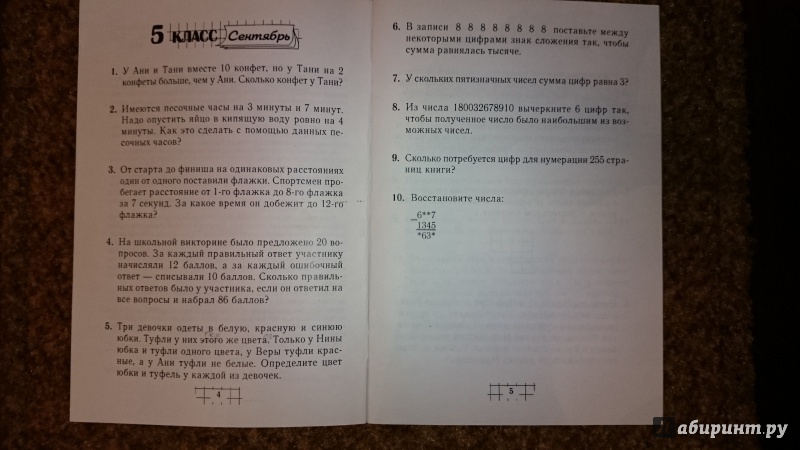 5 КЛАСС Сентябрь
1. У Ани и Тани вместе 10 конфет, но у Тани на 2
конфеты больше, чем у Ани. Сколько конфет у Тани?
2. Имеются песочные часы на 3 минуты и 7 минут.
Надо опустить яйцо в кипящую воду ровно на 4
минуты. Как это сделать с помощью данных пе-
сочных часов?
3. От старта до финиша на одинаковых расстояниях
один от одного поставили флажки. Спортсмен про-
бегает расстояние от 1-го флажка до 8-го флажка
за 7 секунд. За какое время он добежит до 12-го
флажка?
4. На школьной викторине было предложено 20 во-
просов. За каждый правильный ответ участнику
начисляли 12 баллов, а за каждый ошибочный
ответ — списывали 10 баллов. Сколько правиль-
ных ответов было у участника, если он ответил на
все вопросы и набрал 86 баллов?
5. Три девочки одеты в белую, красную и синюю
юбки. Туфли у них этого же цвета. Только у Нины
юбка и туфли одного цвета, у Веры туфли крас-
ные, а у Ани туфли не белые. Определите цвет
юбки и туфель у каждой из девочек.
4
6. В записи 8 8 8 8 8 8 8 8 поставьте между
некоторыми цифрами знак сложения так, чтобы
сумма равнялась тысяче.
7. У скольких пятизначных чисел сумма цифр равна 3?
8. Из числа 180032678910 вычеркните 6 цифр так,
чтобы полученное число было наибольшим из воз-
можных чисел.
9. Сколько потребуется цифр для нумерации 255 стра-
ниц книги?
10. Восстановите числа:
_ 6**7
1345
*63*
5
Лабиринт.ру